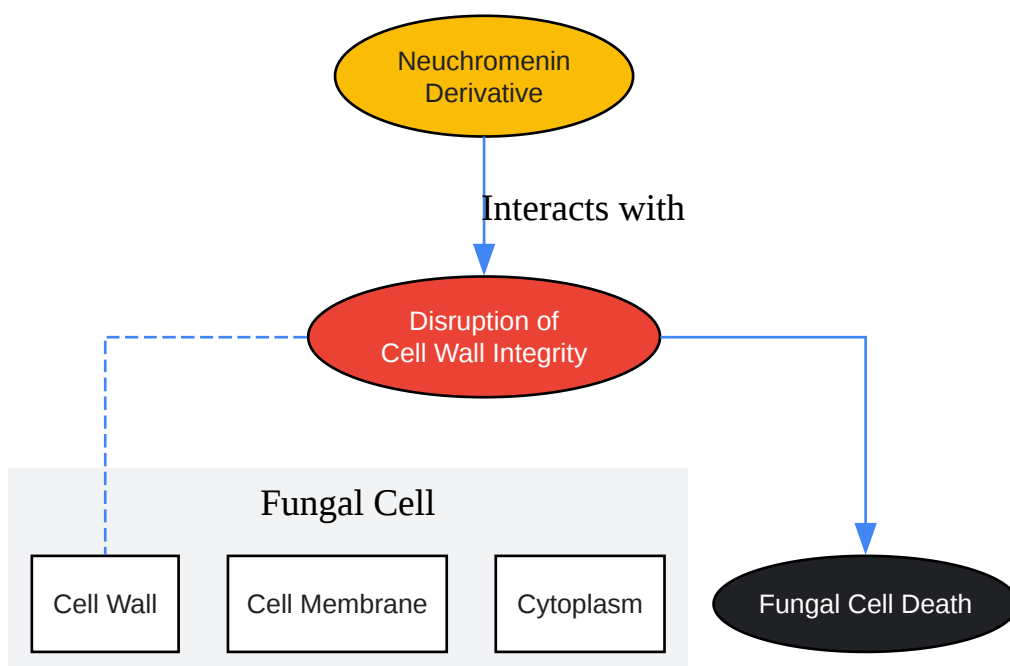 Neuchromenin
Derivative
Interacts with
Disruption of
Cell Wall Integrity
Fungal Cell
Cell Wall
Cell Membrane
Cytoplasm
Fungal Cell Death